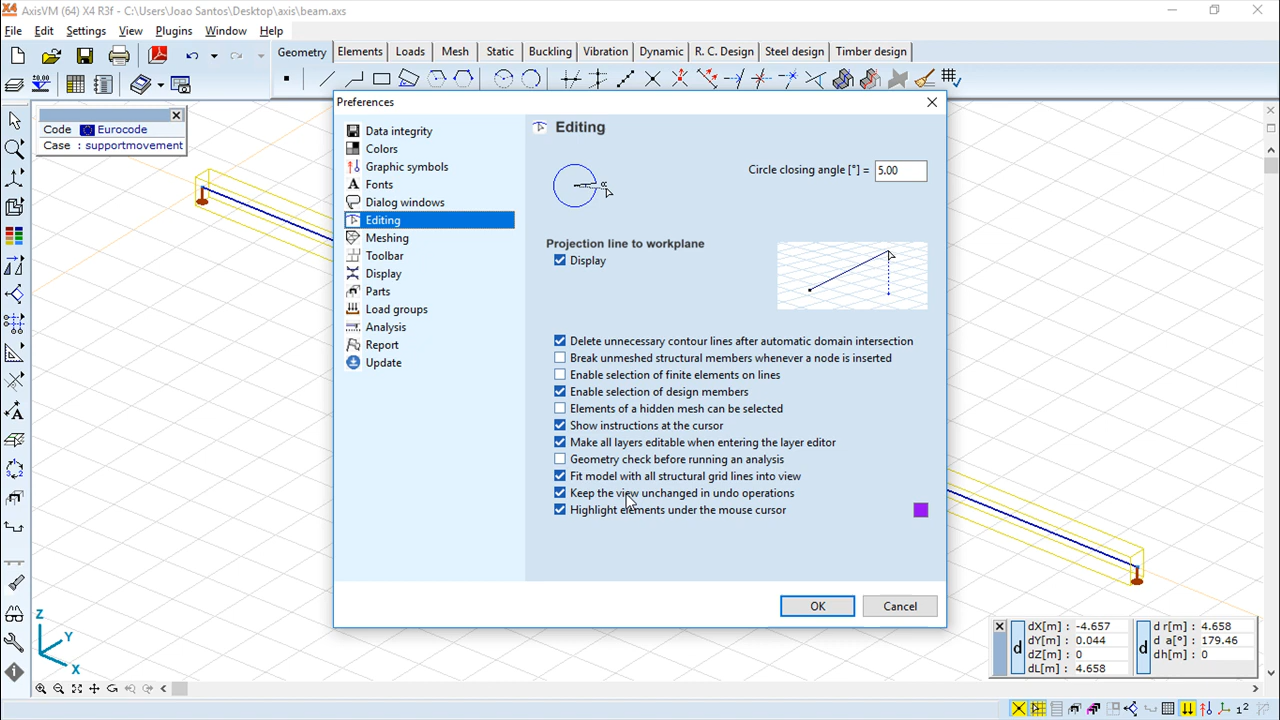 AxisVM (64) X4 R3f - C:\Users\Joao Santos\Desktop\axis\beam.axs
File Edit Settings Plugins View Window Help
Geometry Elements Loads Mesh Static Buckling Vibration Dynamic R. C. Design Steel design Timber design
Code Eurocode
Case : supportmovement
Preferences
Data integrity
Colors
Graphic symbols
Fonts
Dialog windows
Editing
Meshing
Toolbar
Display
Parts
Load groups
Analysis
Report
Update
Editing
Circle closing angle [°] = 5.00
α
Projection line to workplane
Display
Delete unnecessary contour lines after automatic domain intersection
Break unmeshed structural members whenever a node is inserted
Enable selection of finite elements on lines
Enable selection of design members
Elements of a hidden mesh can be selected
Show instructions at the cursor
Make all layers editable when entering the layer editor
Geometry check before running an analysis
Fit model with all structural grid lines into view
Keep the view unchanged in undo operations
Highlight elements under the mouse cursor
OK Cancel
Z
Y
X
d
dX[m] : -4.657
dY[m] : 0.044
dZ[m] : 0
dL[m] : 4.658
d
d r[m] : 4.658
d a[°] : 179.46
dh[m] : 0